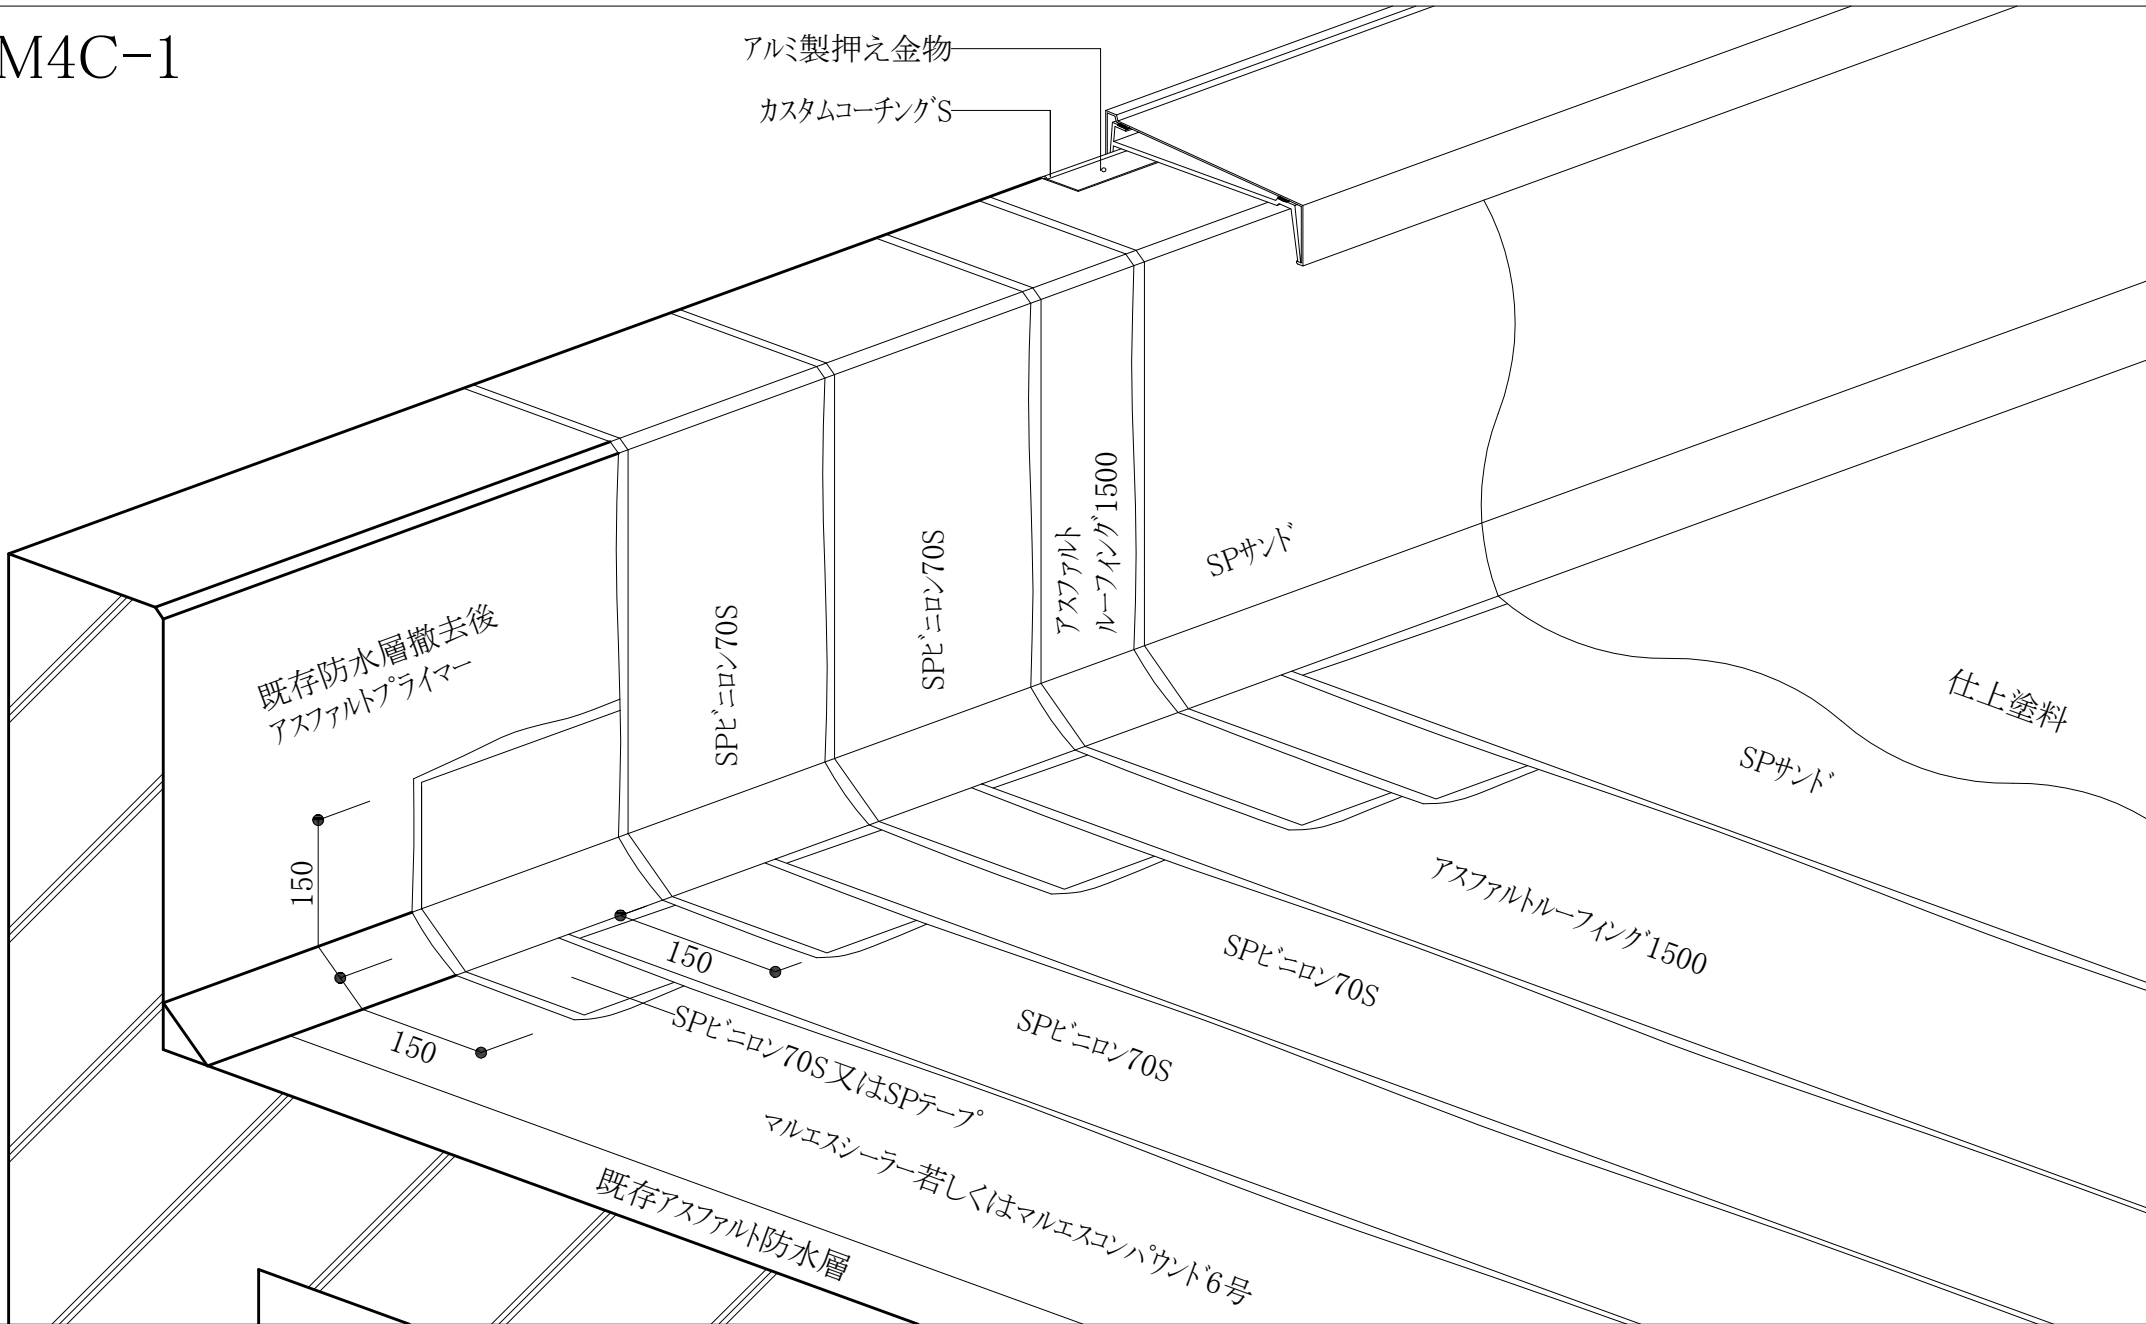 M4C-1
アルミ製押え金物
カスタムコーチングS
既存防水層撤去後
アスファルトプライマー
SPビニロン70S
SPビニロン70S
アスファルト
ルーフィング1500
SPサンド
仕上塗料
SPサンド
アスファルトルーフィング1500
SPビニロン70S
SPビニロン70S
150
150
150
SPビニロン70S又はSPテープ
マルエスシーラー若しくはマルエスコンパウンド6号
既存アスファルト防水層